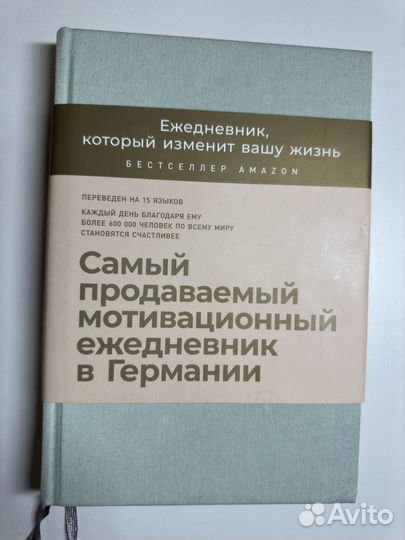 Ежедневник,
который изменит вашу жизнь
БЕСТСЕЛЛЕР AMAZON
ПЕРЕВЕДЕН НА 15 ЯЗЫКОВ
КАЖДЫЙ ДЕНЬ БЛАГОДАРЯ ЕМУ
БОЛЕЕ 600 000 ЧЕЛОВЕК ПО ВСЕМУ МИРУ
СТАНОВЯТСЯ СЧАСТЛИВЕЕ
Самый
продаваемый
мотивационный
ежедневник
в Германии
Avito